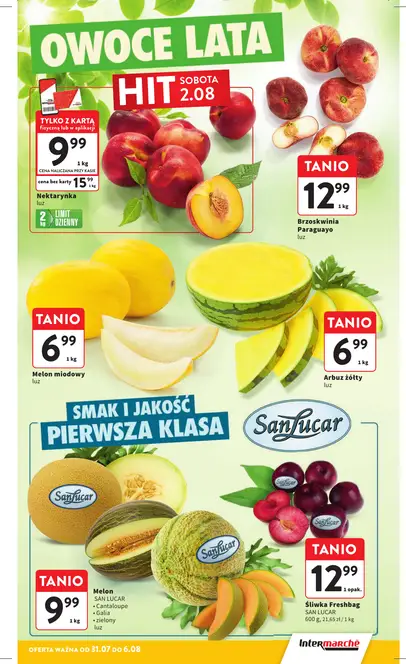 OWOCE LATA
HIT SOBOTA
2.08
TYLKO Z KARTĄ
fizyczną lub w aplikacji
9 99
1 kg
CENA NALICZANA PRZY KASIE
cena bez karty 15,99
1 kg
Nektarynka
luz
2 kg LIMIT
DZIENNY
TANIO
12 99
1 kg
Brzoskwinia
Paraguayo
luz
TANIO
6 99
1 kg
Melon miodowy
luz
TANIO
6 99
1 kg
Arbuz żółty
luz
SMAK I JAKOŚĆ
PIERWSZA KLASA
SanLucar
SanLucar
SanLucar
TANIO
9 99
1 kg
Melon
SAN LUCAR
• Cantaloupe
• Galia
• zielony
luz
TANIO
12 99
1 opak.
Śliwka Freshbag
SAN LUCAR
600 g, 21,65 zł / 1 kg
OFERTA WAŻNA OD 31.07 DO 6.08
Intermarché